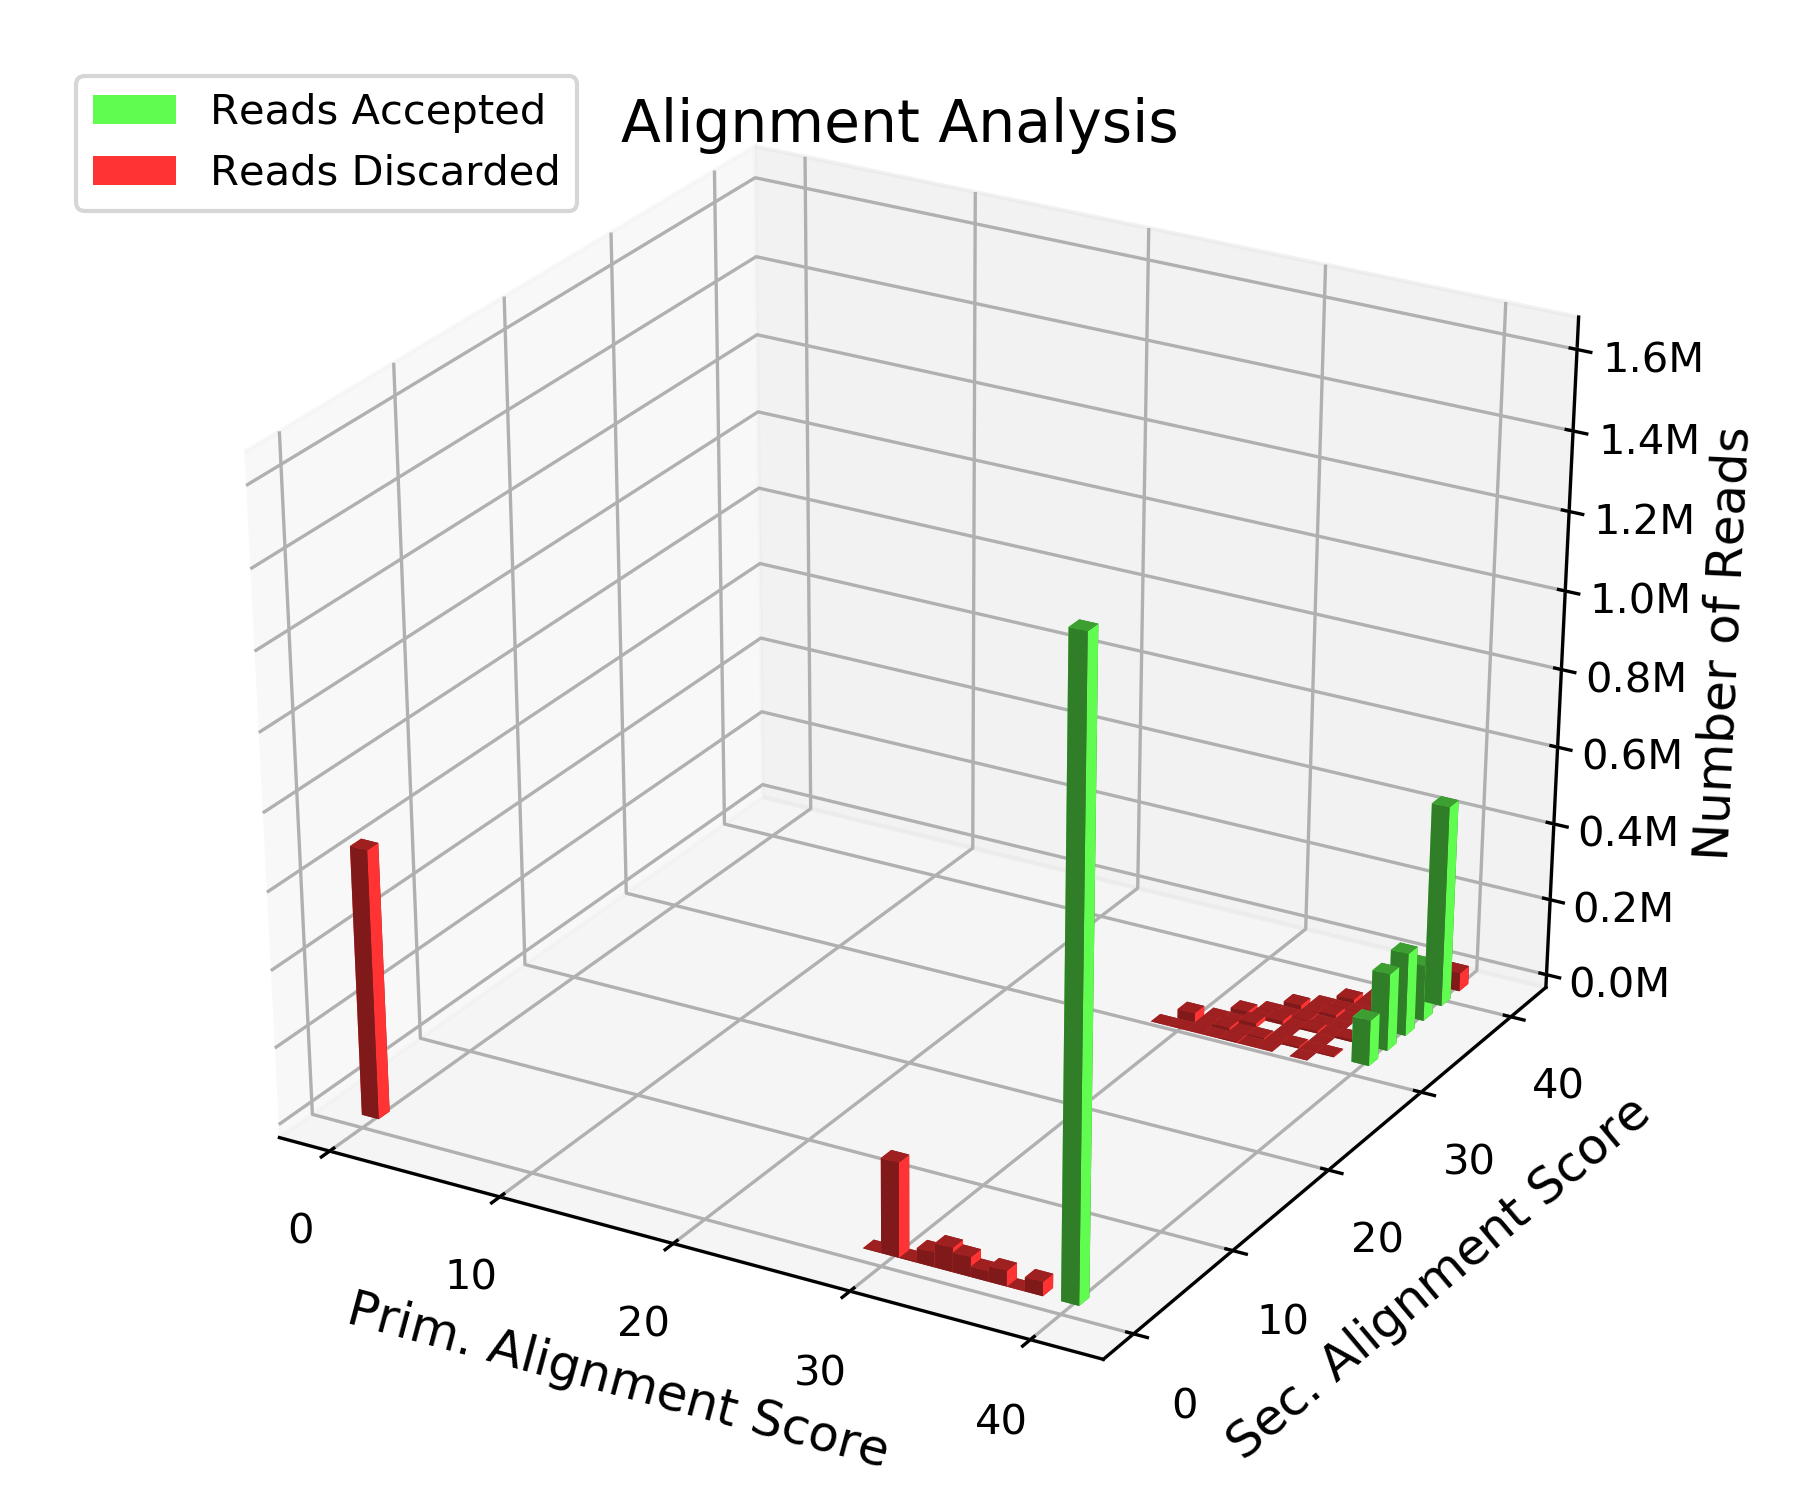 Reads Accepted
Reads Discarded
Alignment Analysis
1.6M
1.4M
1.2M
1.0M
0.8M
0.6M
0.4M
0.2M
0.0M
Number of Reads
0
10
20
30
40
Prim. Alignment Score
0
10
20
30
40
Sec. Alignment Score